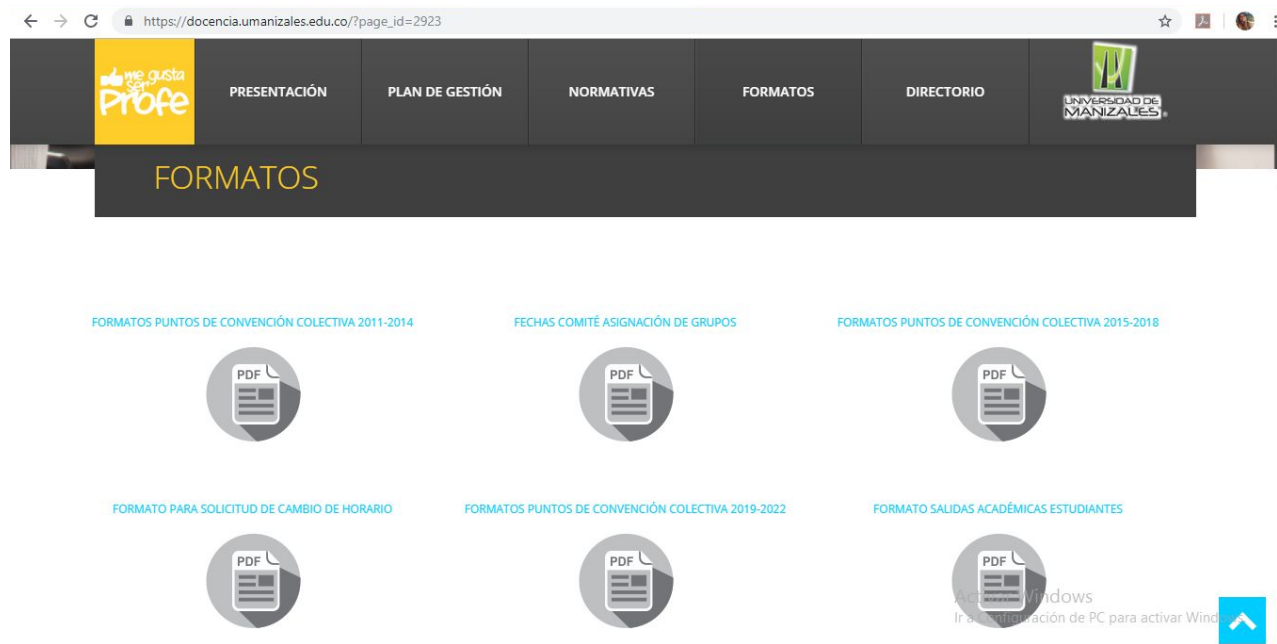 https://docencia.umanizales.edu.co/?page_id=2923
me gusta
ser
Profe
PRESENTACIÓN
PLAN DE GESTIÓN
NORMATIVAS
FORMATOS
DIRECTORIO
UNIVERSIDAD DE
MANIZALES
FORMATOS
FORMATOS PUNTOS DE CONVENCIÓN COLECTIVA 2011-2014
FECHAS COMITÉ ASIGNACIÓN DE GRUPOS
FORMATOS PUNTOS DE CONVENCIÓN COLECTIVA 2015-2018
PDF
PDF
PDF
FORMATO PARA SOLICITUD DE CAMBIO DE HORARIO
FORMATOS PUNTOS DE CONVENCIÓN COLECTIVA 2019-2022
FORMATO SALIDAS ACADÉMICAS ESTUDIANTES
PDF
PDF
PDF
Activar Windows
Ir a Configuración de PC para activar Wind